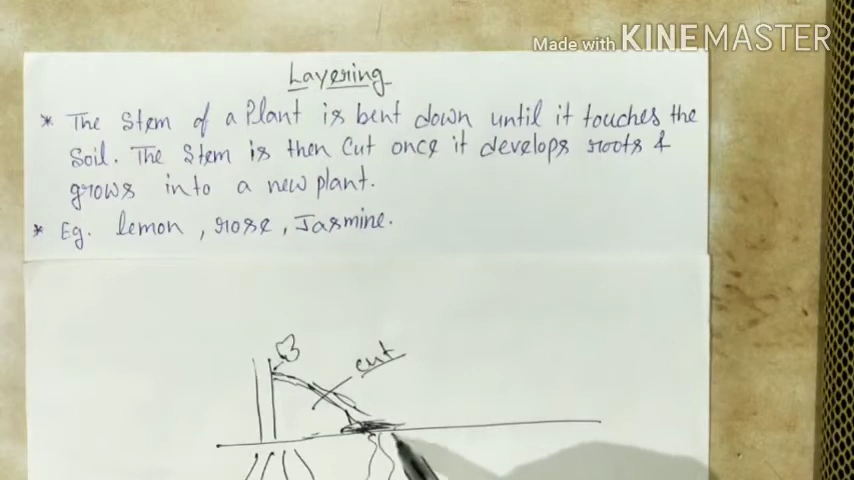 Made with KINEMASTER
Layering
* The Stem of a Plant is bent down until it touches the
Soil. The Stem is then Cut once it develops roots &
grows into a new plant.
* Eg. lemon, rose, Jasmine.
cut